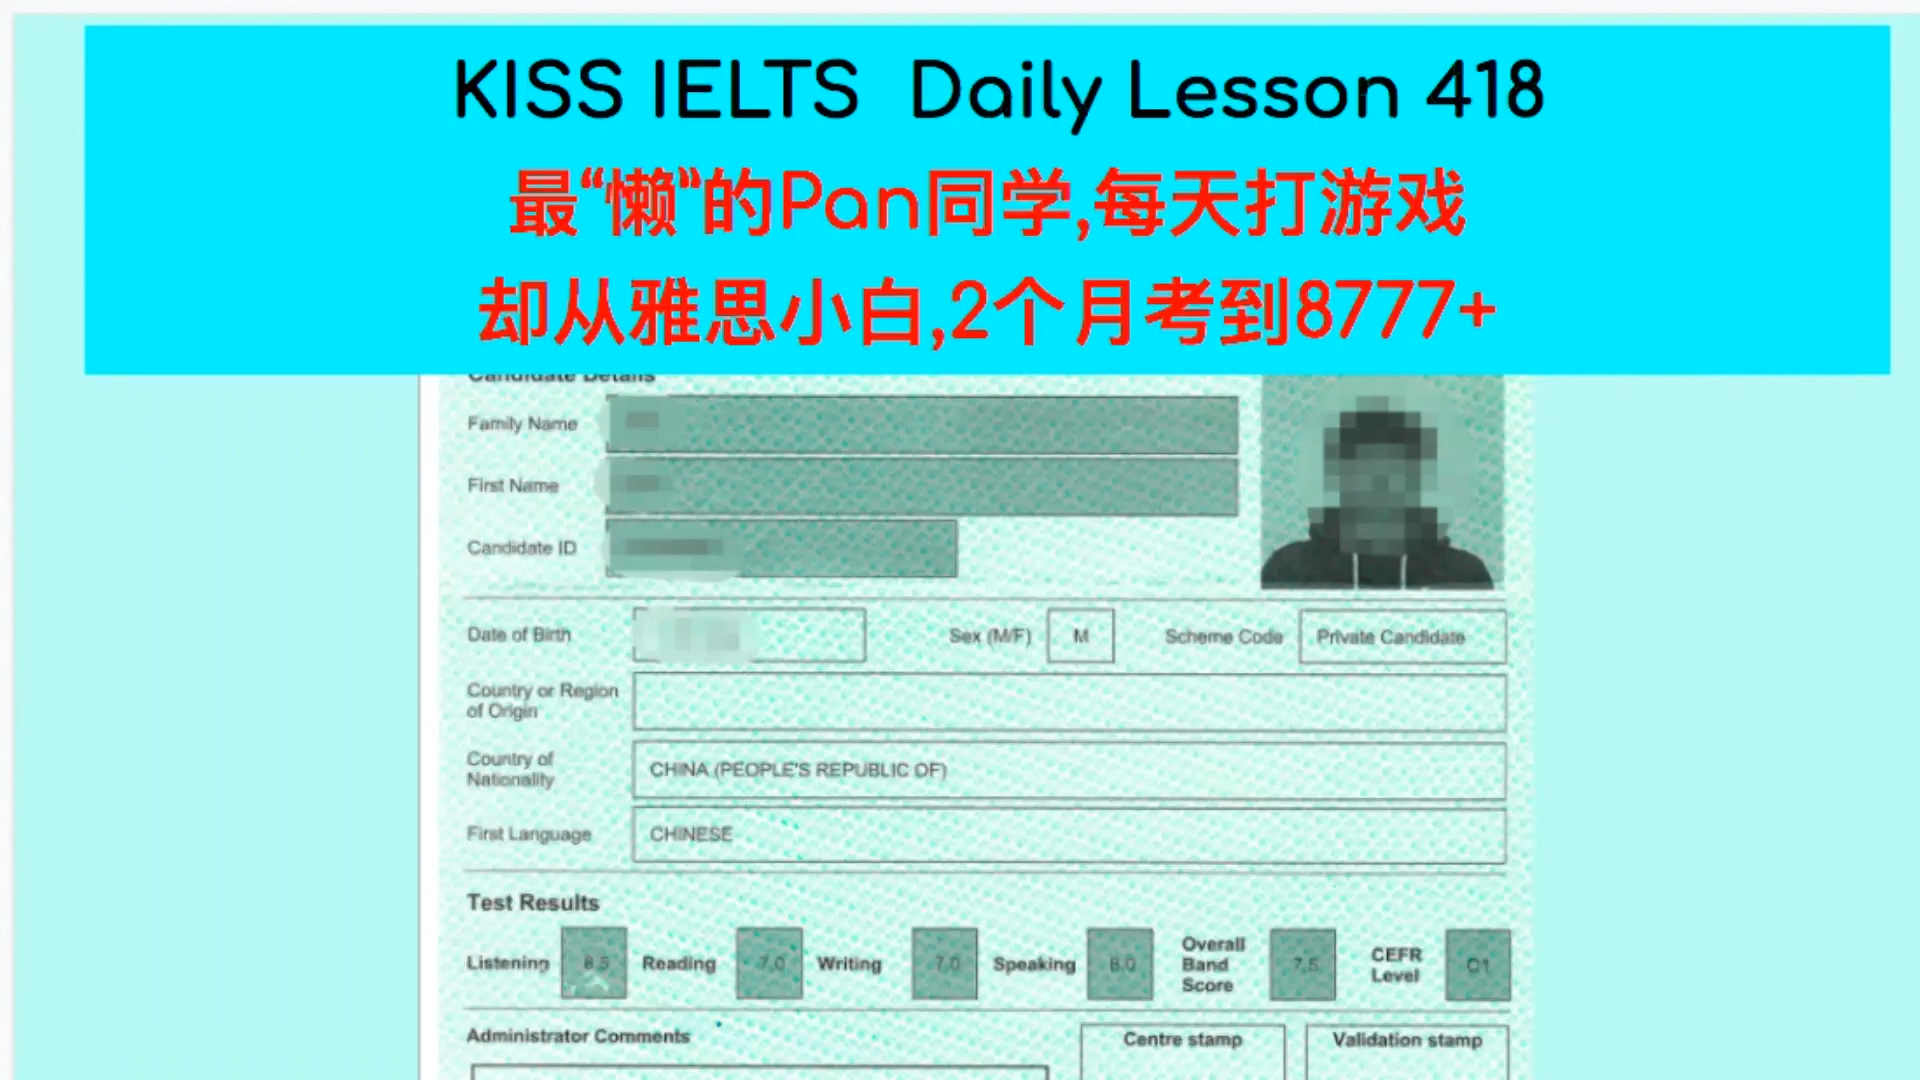 KISS IELTS Daily Lesson 418
最“懒”的Pan同学,每天打游戏
却从雅思小白,2个月考到8777+
Candidate Details
Family Name
First Name
Candidate ID
Date of Birth
Sex (M/F) M
Scheme Code Private Candidate
Country or Region
of Origin
Country of
Nationality
CHINA (PEOPLE'S REPUBLIC OF)
First Language CHINESE
Test Results
Listening 8.5 Reading 7.0 Writing 7.0 Speaking 8.0
Overall
Band
Score
7.5
CEFR
Level
C1
Administrator Comments
Centre stamp
Validation stamp